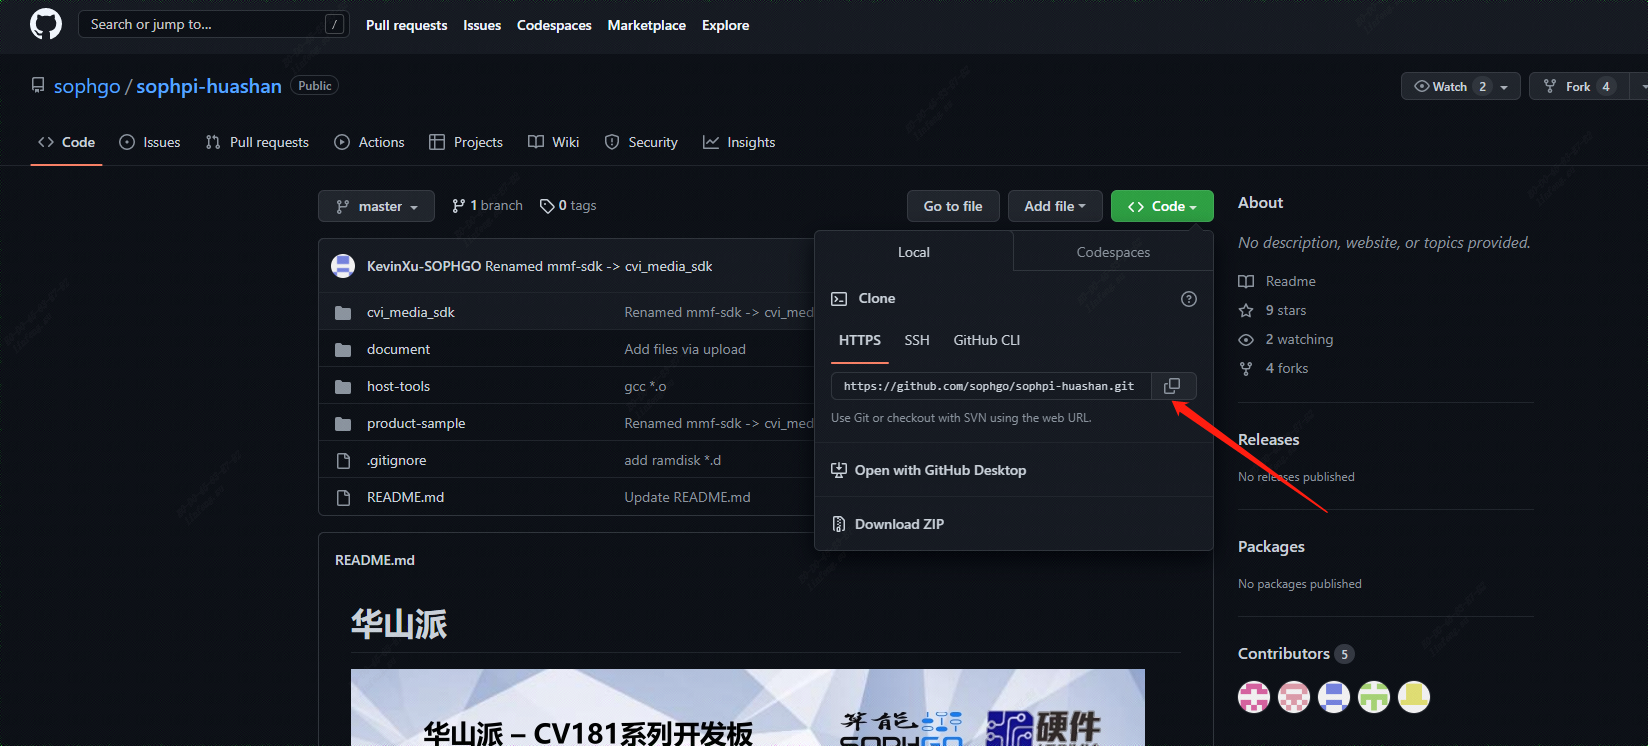 Search or jump to... /
Pull requests Issues Codespaces Marketplace Explore
sophgo / sophpi-huashan Public
Watch 2 Fork 4
Code Issues Pull requests Actions Projects Wiki Security Insights
master 1 branch 0 tags Go to file Add file Code
KevinXu-SOPHGO Renamed mmf-sdk -> cvi_media_sdk
cvi_media_sdk Renamed mmf-sdk -> cvi_med
document Add files via upload
host-tools gcc *.o
product-sample Renamed mmf-sdk -> cvi_med
.gitignore add ramdisk *.d
README.md Update README.md
Local Codespaces
Clone
HTTPS SSH GitHub CLI
https://github.com/sophgo/sophpi-huashan.git
Use Git or checkout with SVN using the web URL.
Open with GitHub Desktop
Download ZIP
About
No description, website, or topics provided.
Readme
9 stars
2 watching
4 forks
Releases
No releases published
Packages
No packages published
Contributors 5
README.md
华山派
华山派 – CV181系列开发板
算能
SOPHGO
硬件